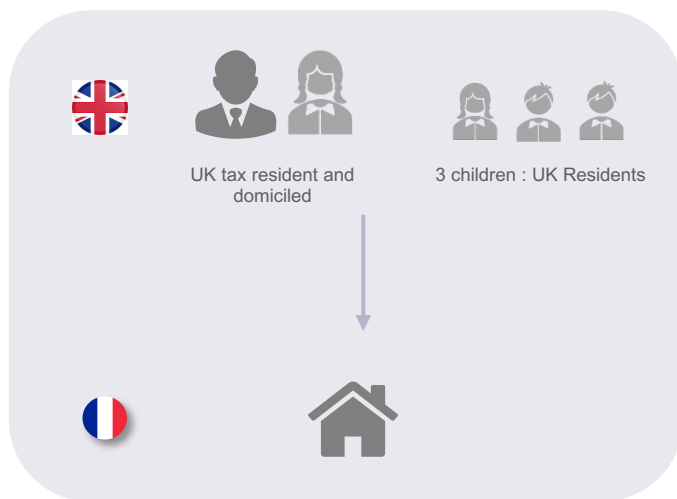 UK tax resident and
domiciled
3 children : UK Residents